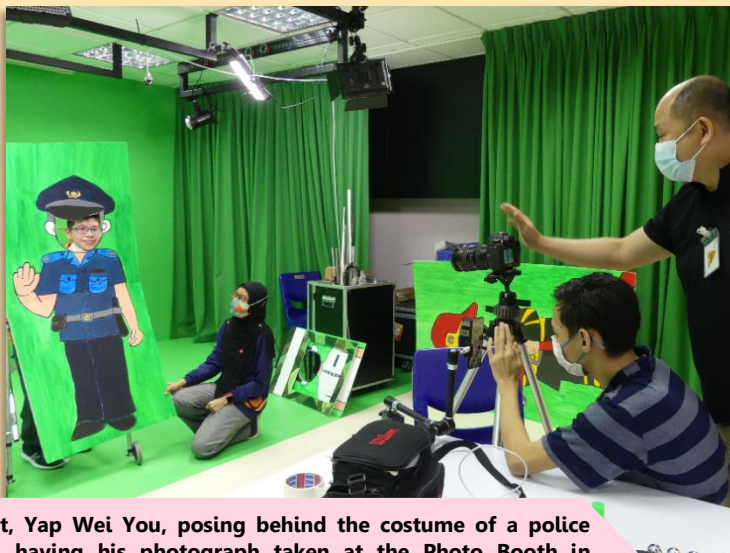 t, Yap Wei You, posing behind the costume of a police
having his photograph taken at the Photo Booth in